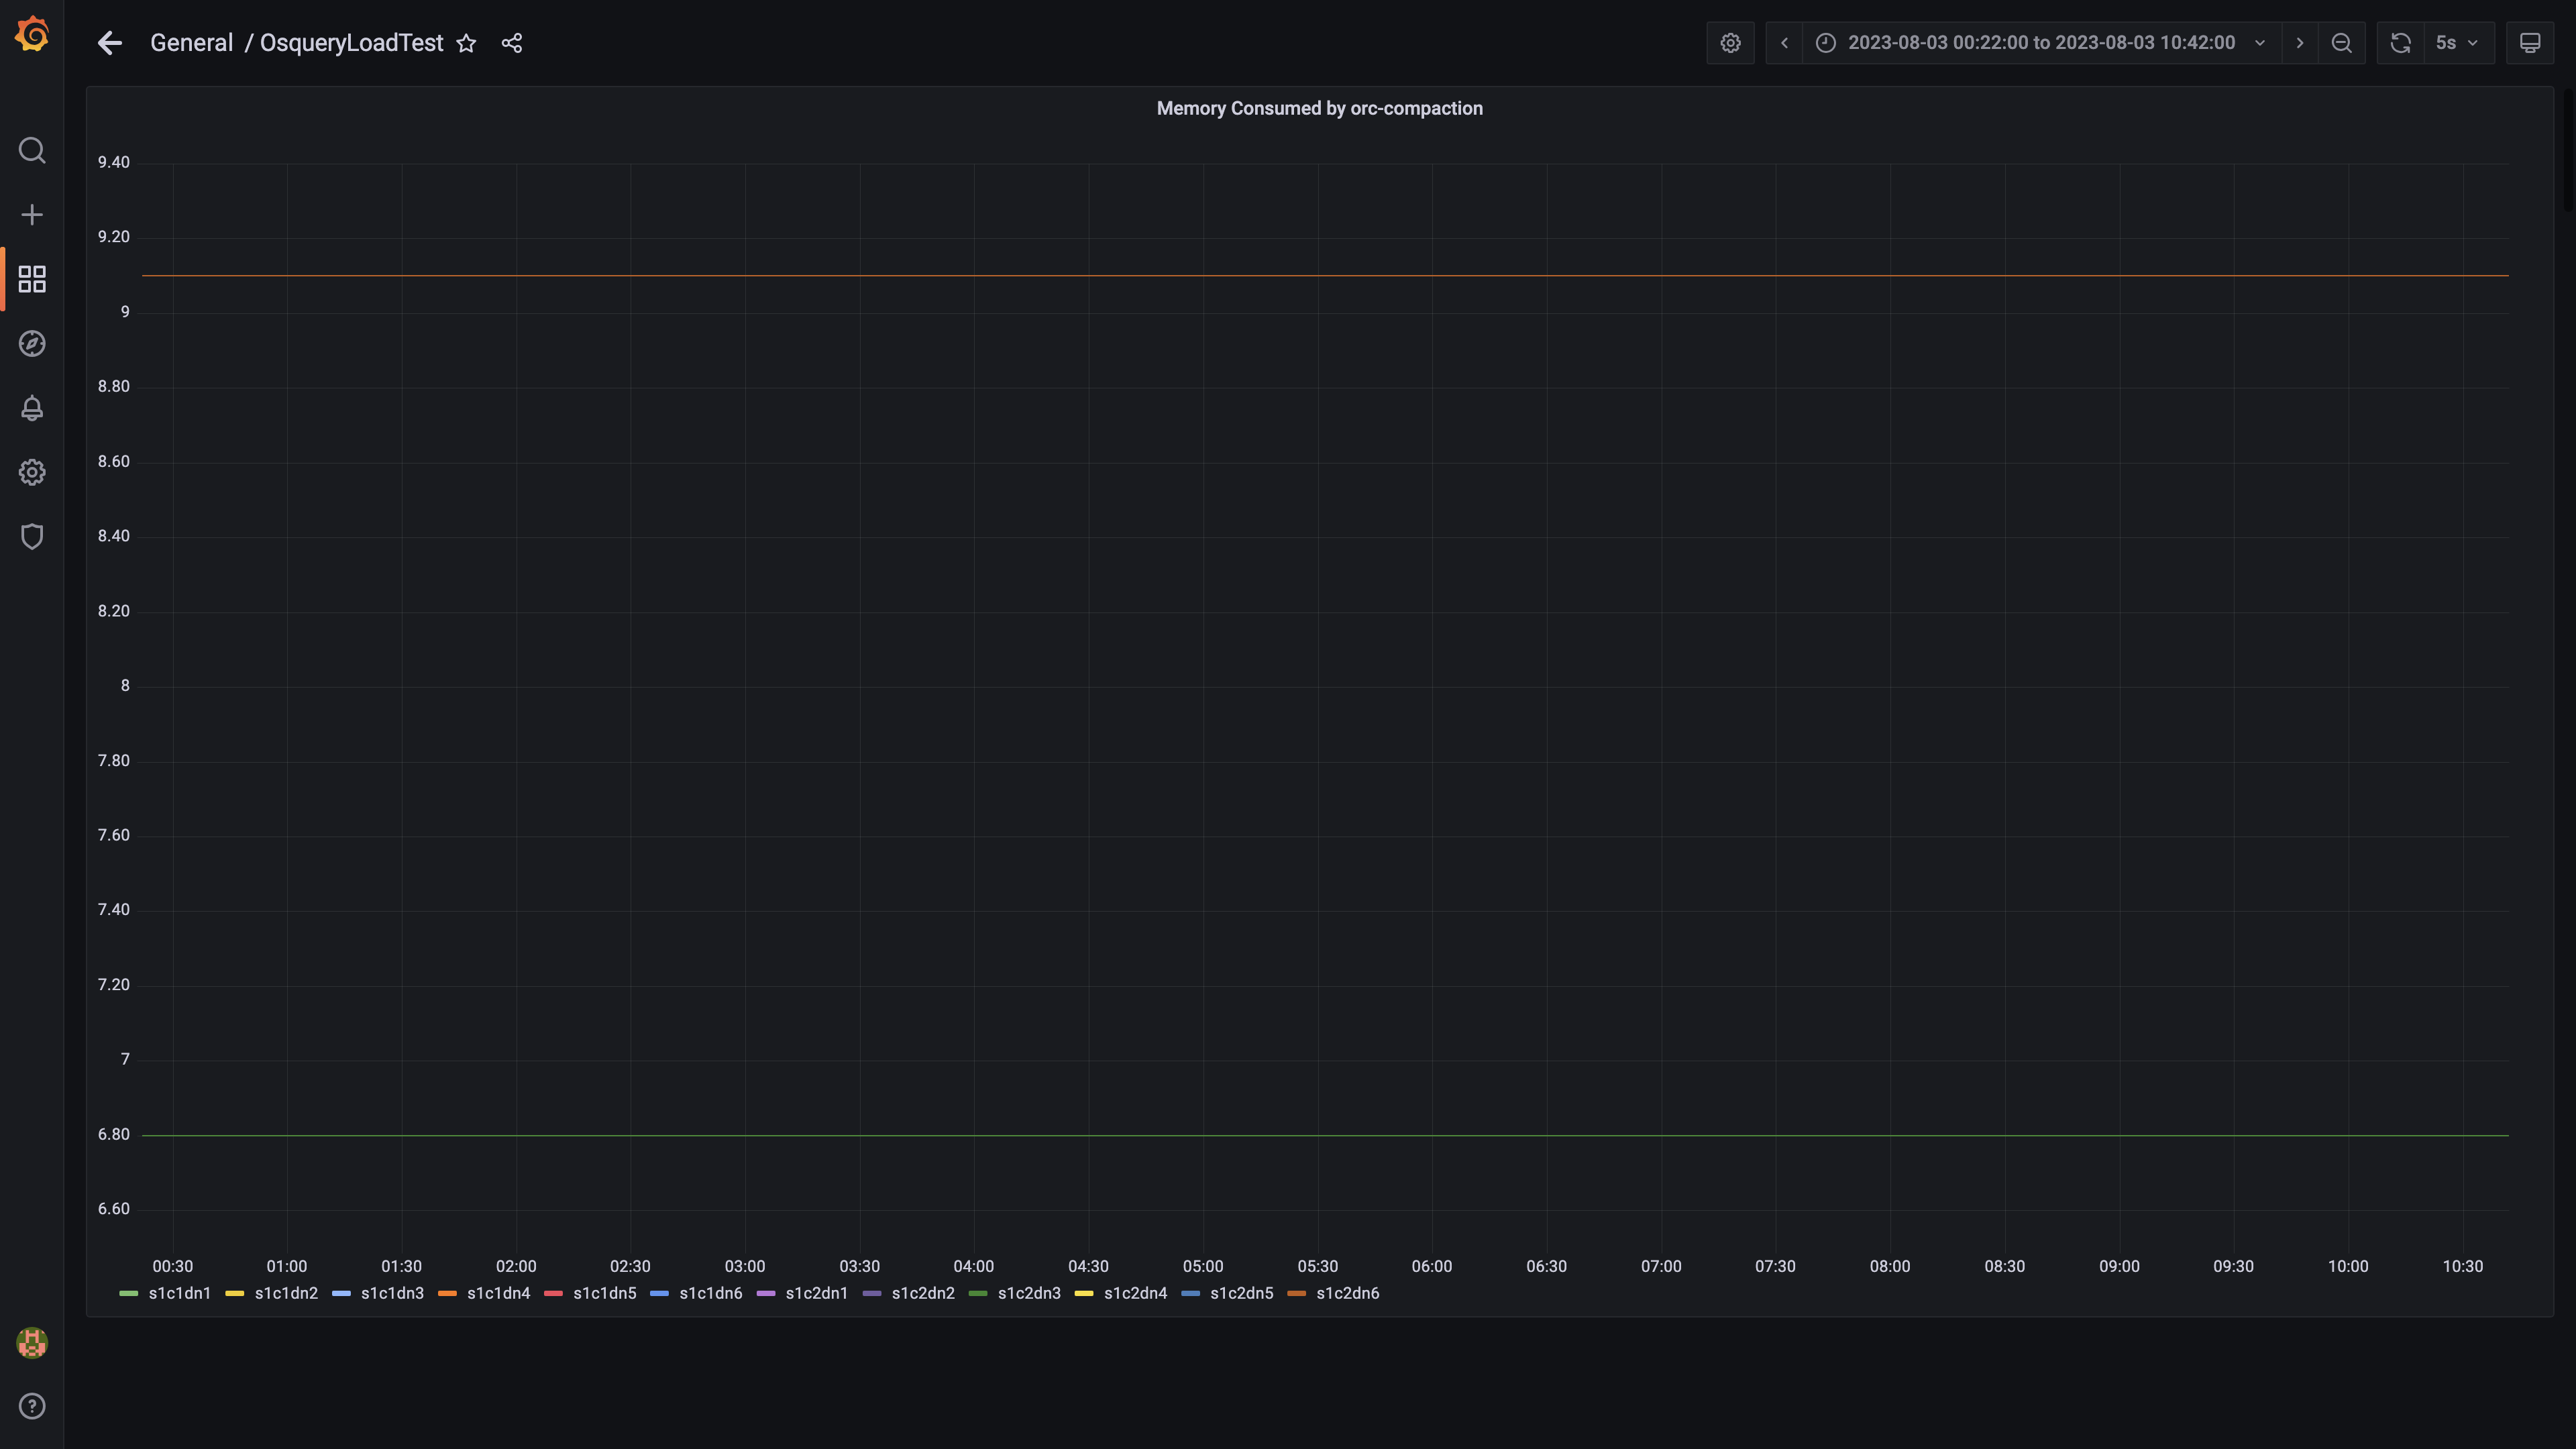 General / OsqueryLoadTest
2023-08-03 00:22:00 to 2023-08-03 10:42:00
5s
Memory Consumed by orc-compaction
9.40
9.20
9
8.80
8.60
8.40
8.20
8
7.80
7.60
7.40
7.20
7
6.80
6.60
00:30 01:00 01:30 02:00 02:30 03:00 03:30 04:00 04:30 05:00 05:30 06:00 06:30 07:00 07:30 08:00 08:30 09:00 09:30 10:00 10:30
s1c1dn1 s1c1dn2 s1c1dn3 s1c1dn4 s1c1dn5 s1c1dn6 s1c2dn1 s1c2dn2 s1c2dn3 s1c2dn4 s1c2dn5 s1c2dn6